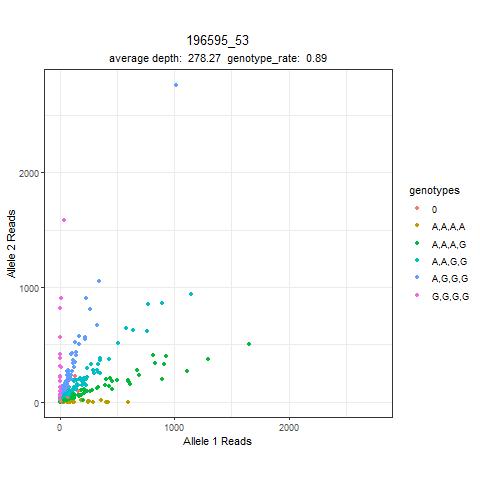 196595_53
average depth:  278.27  genotype_rate:  0.89
Allele 2 Reads
2000
1000
0
0
1000
2000
Allele 1 Reads
genotypes
0
A,A,A,A
A,A,A,G
A,A,G,G
A,G,G,G
G,G,G,G